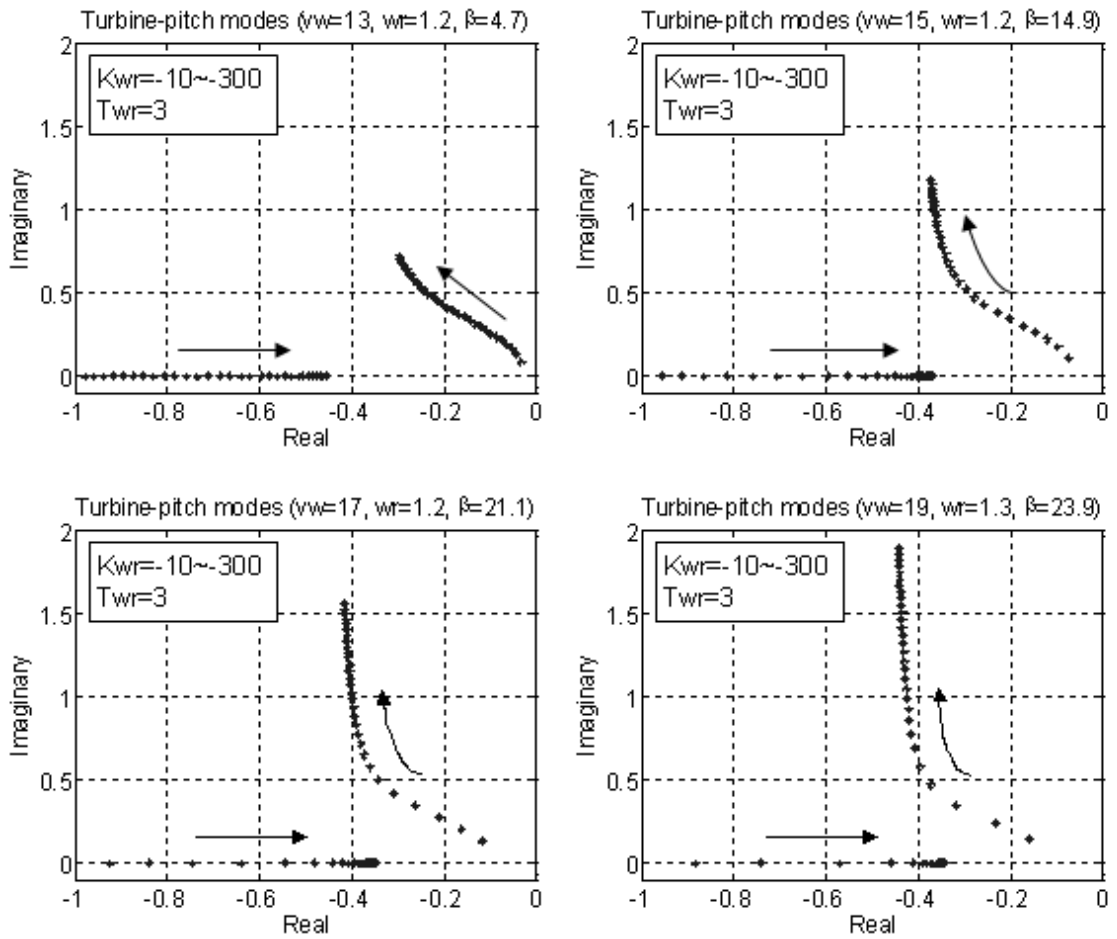 Turbine-pitch modes (vw=13, wr=1.2, β=4.7)
2
1.5
1
0.5
0
Imaginary
Kwr=-10~-300
Twr=3
-1
-0.8
-0.6
-0.4
-0.2
0
Real
Turbine-pitch modes (vw=15, wr=1.2, β=14.9)
2
1.5
1
0.5
0
Imaginary
Kwr=-10~-300
Twr=3
-1
-0.8
-0.6
-0.4
-0.2
0
Real
Turbine-pitch modes (vw=17, wr=1.2, β=21.1)
2
1.5
1
0.5
0
Imaginary
Kwr=-10~-300
Twr=3
-1
-0.8
-0.6
-0.4
-0.2
0
Real
Turbine-pitch modes (vw=19, wr=1.3, β=23.9)
2
1.5
1
0.5
0
Imaginary
Kwr=-10~-300
Twr=3
-1
-0.8
-0.6
-0.4
-0.2
0
Real